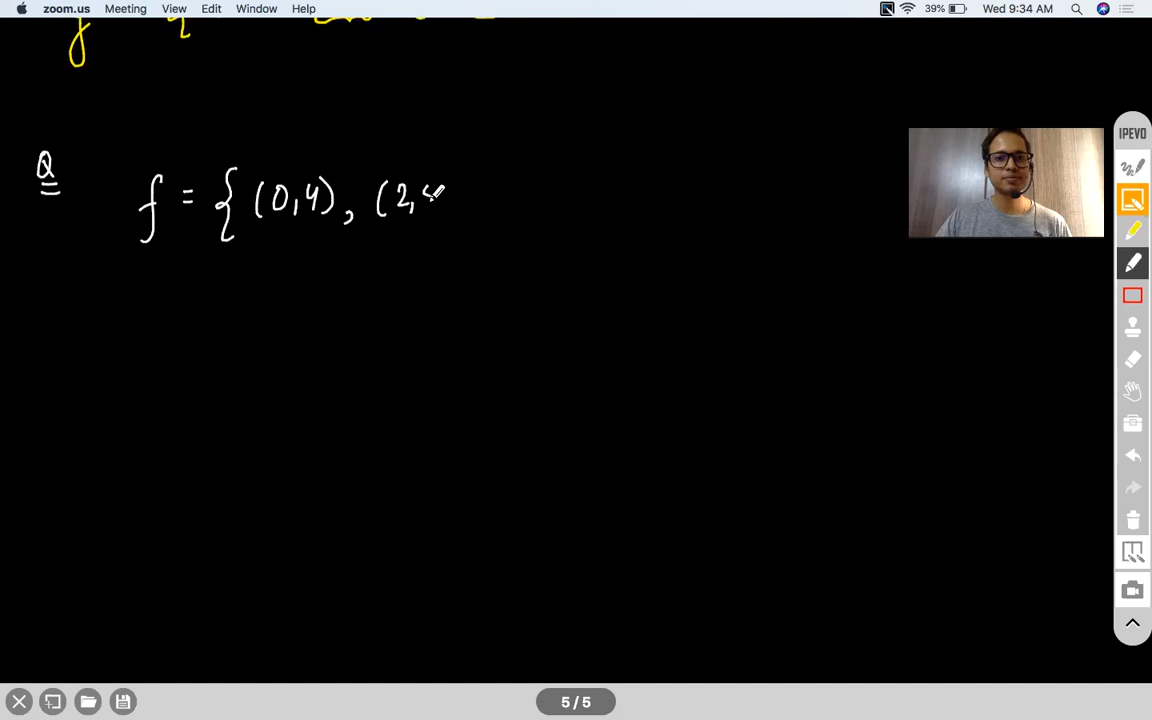 zoom.us Meeting View Edit Window Help 39% Wed 9:34 AM
IPEVO
Q
f = { (0,4), (2,
5 / 5